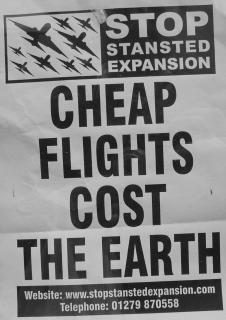 STOP
STANSTED
EXPANSION
CHEAP
FLIGHTS
COST
THE EARTH
Website: www.stopstanstedexpansion.com
Telephone: 01279 870558